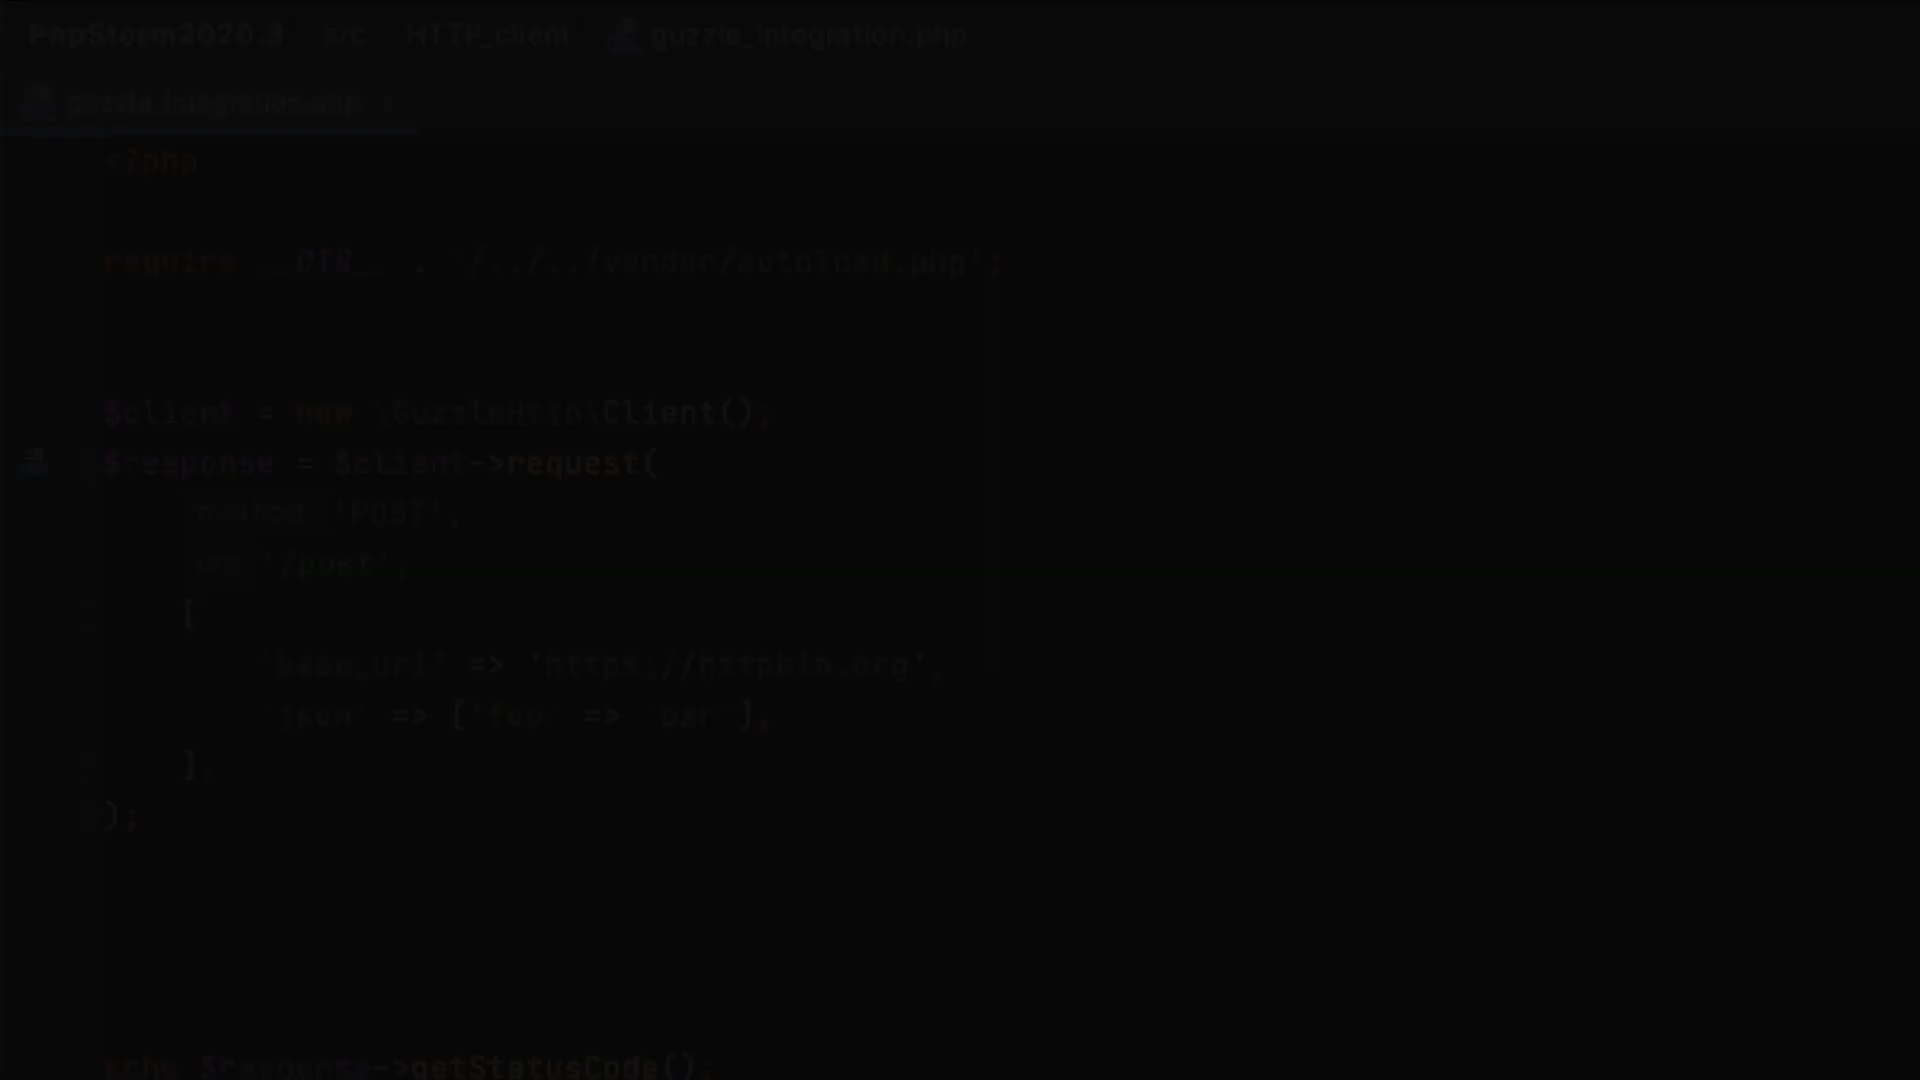 PhpStorm2020.3 src HTTP_client guzzle_integration.php
guzzle_integration.php
<?php
require __DIR__ . '/../../vendor/autoload.php';
$client = new \GuzzleHttp\Client();
$response = $client->request(
method: 'POST',
uri: '/post',
[
'base_uri' => 'https://httpbin.org',
'json' => ['foo' => 'bar'],
],
);
echo $response->getStatusCode();